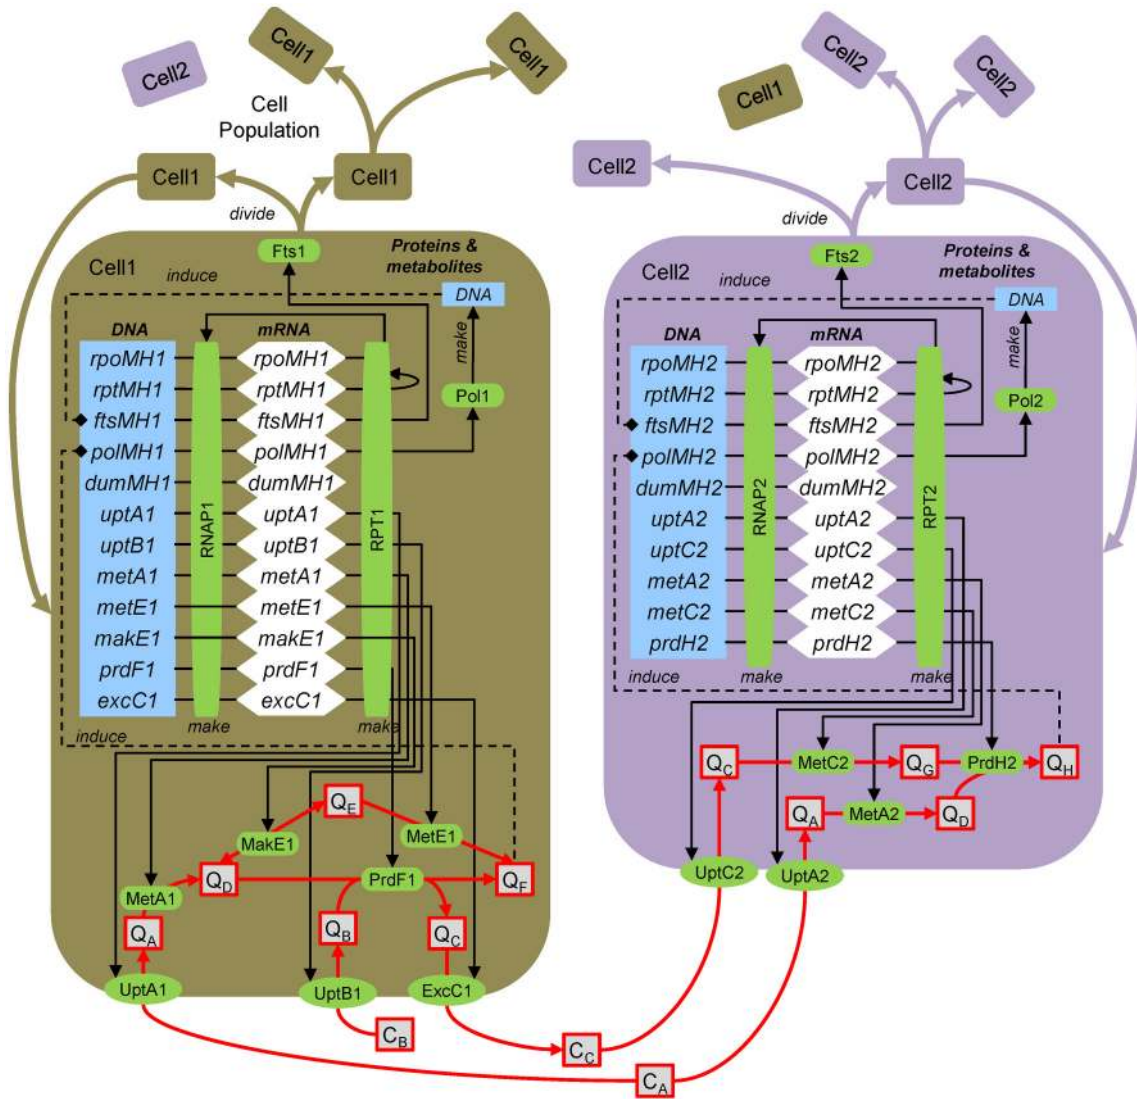 Cell1
Cell1
Cell2
Cell
Population
Cell1
Cell1
divide
Fts1
Cell1
induce
Proteins &
metabolites
DNA
DNA
mRNA
make
Pol1
rpoMH1 rpoMH1
rptMH1 rptMH1
ftsMH1 ftsMH1
polMH1 polMH1
dumMH1 dumMH1
uptA1 uptA1
uptB1 uptB1
metA1 metA1
metE1 metE1
makE1 makE1
prdF1 prdF1
excC1 excC1
RNAP1
RPT1
make
make
induce
QE
MakE1
MetE1
QD
PrdF1
QF
MetA1
QA
QB
QC
UptA1
UptB1
ExcC1
CB
CC
CA
Cell2
Cell2
Cell1
Cell2
Cell2
divide
Fts2
Cell2
induce
Proteins &
metabolites
DNA
DNA
mRNA
make
Pol2
rpoMH2 rpoMH2
rptMH2 rptMH2
ftsMH2 ftsMH2
polMH2 polMH2
dumMH2 dumMH2
uptA2 uptA2
uptC2 uptC2
metA2 metA2
metC2 metC2
prdH2 prdH2
RNAP2
RPT2
induce
make
make
QC
MetC2
QG
PrdH2
QH
QA
MetA2
QD
UptC2
UptA2